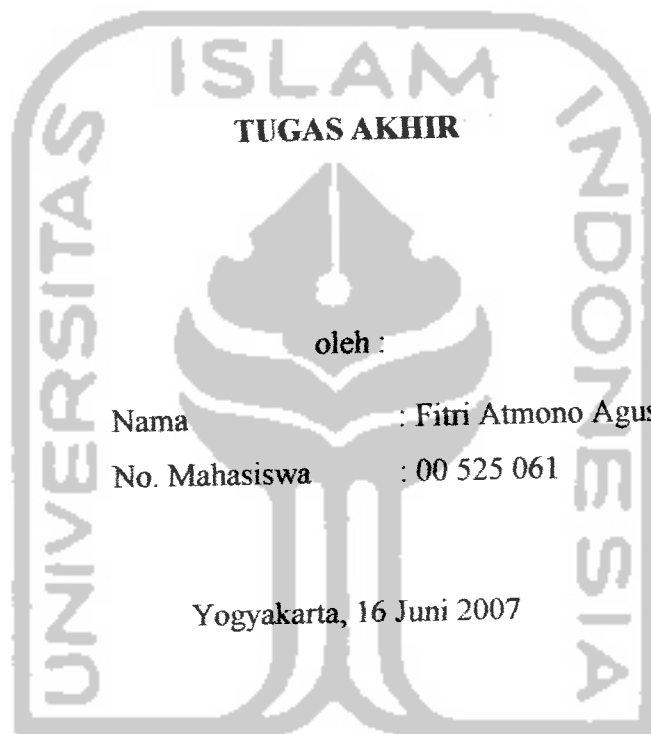 UNIVERSITAS ISLAM INDONESIA
TUGAS AKHIR
oleh :
Nama : Fitri Atmono Agus
No. Mahasiswa : 00 525 061
Yogyakarta, 16 Juni 2007